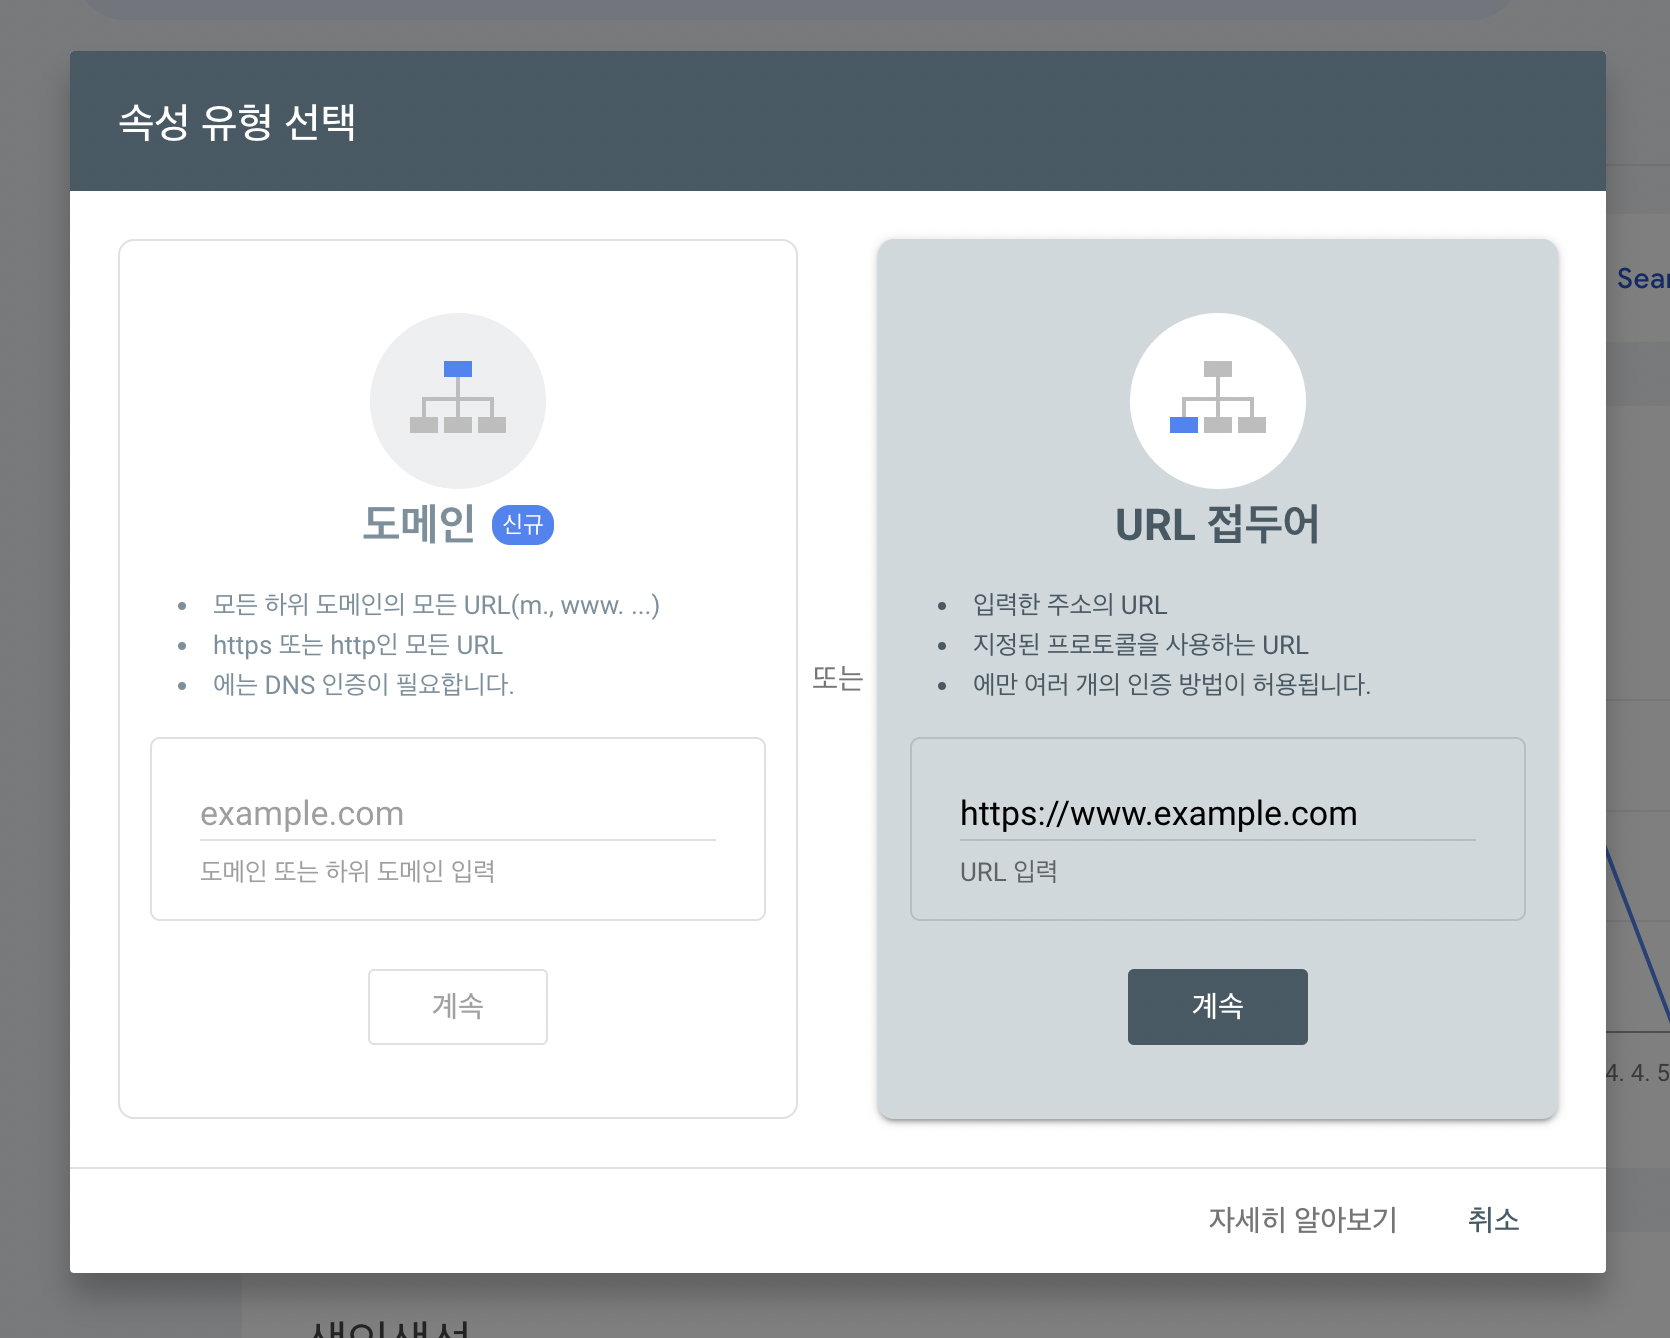 속성 유형 선택
도메인 신규
모든 하위 도메인의 모든 URL(m., www. ...)
https 또는 http인 모든 URL
에는 DNS 인증이 필요합니다.
example.com
도메인 또는 하위 도메인 입력
계속
또는
URL 접두어
입력한 주소의 URL
지정된 프로토콜을 사용하는 URL
에만 여러 개의 인증 방법이 허용됩니다.
https://www.example.com
URL 입력
계속
자세히 알아보기 취소
4. 4. 5